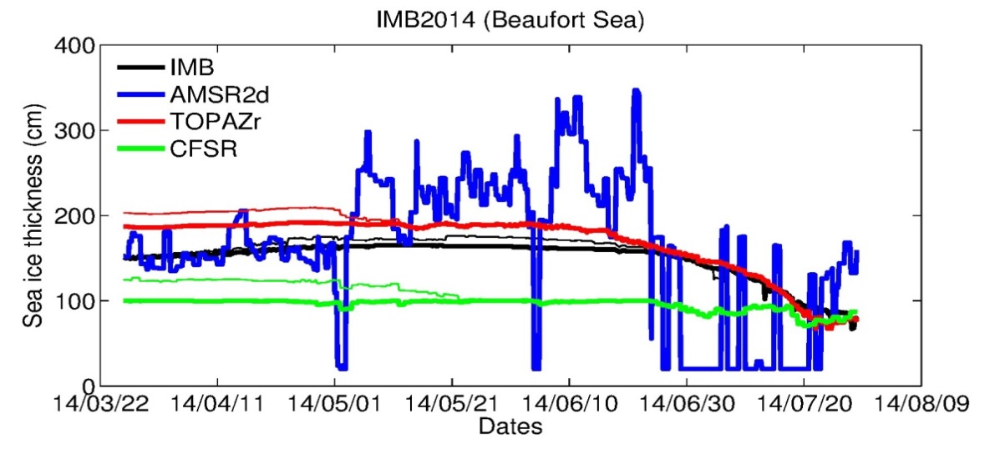 IMB2014 (Beaufort Sea)
400
300
200
100
0
Sea ice thickness (cm)
IMB
AMSR2d
TOPAZr
CFSR
14/03/22 14/04/11 14/05/01 14/05/21 14/06/10 14/06/30 14/07/20 14/08/09
Dates